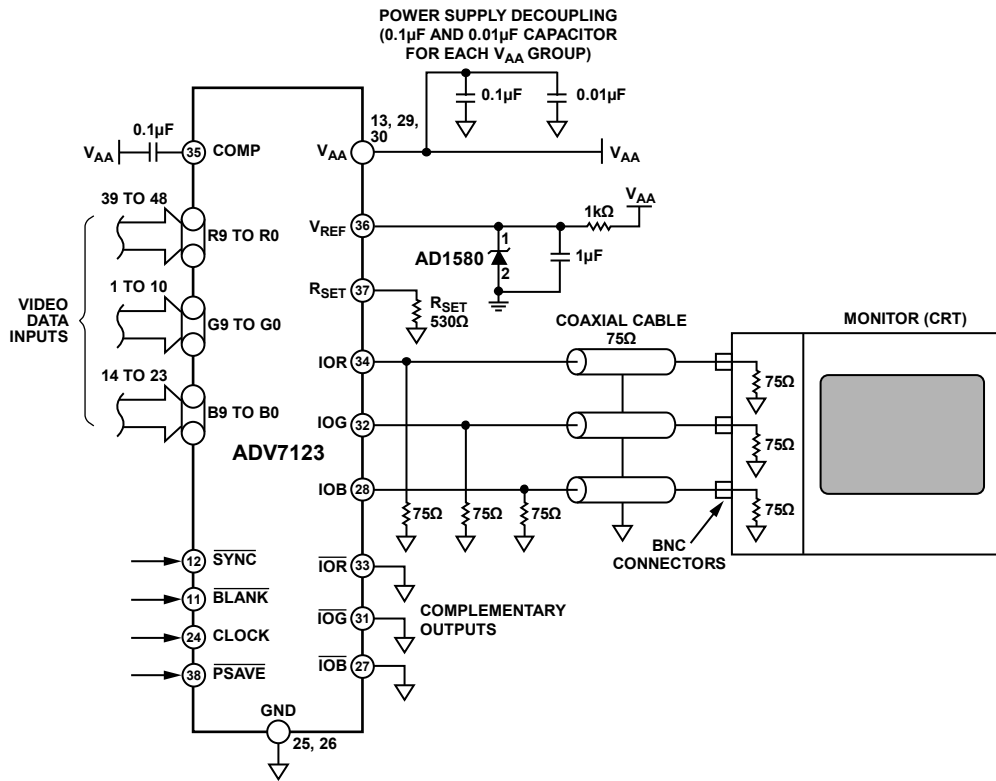 POWER SUPPLY DECOUPLING
(0.1µF AND 0.01µF CAPACITOR
FOR EACH VAA GROUP)
0.1µF
0.01µF
13, 29,
30
VAA
VAA
0.1µF
VAA
35
COMP
39 TO 48
R9 TO R0
VREF
36
VAA
1kΩ
1
AD1580
2
1µF
RSET
37
RSET
530Ω
VIDEO
DATA
INPUTS
1 TO 10
G9 TO G0
14 TO 23
B9 TO B0
ADV7123
COAXIAL CABLE
75Ω
MONITOR (CRT)
IOR
34
75Ω
IOG
32
75Ω
IOB
28
75Ω
75Ω
75Ω
75Ω
BNC
CONNECTORS
12
SYNC
IOR
33
11
BLANK
IOG
31
COMPLEMENTARY
OUTPUTS
24
CLOCK
38
PSAVE
IOB
27
GND
25, 26